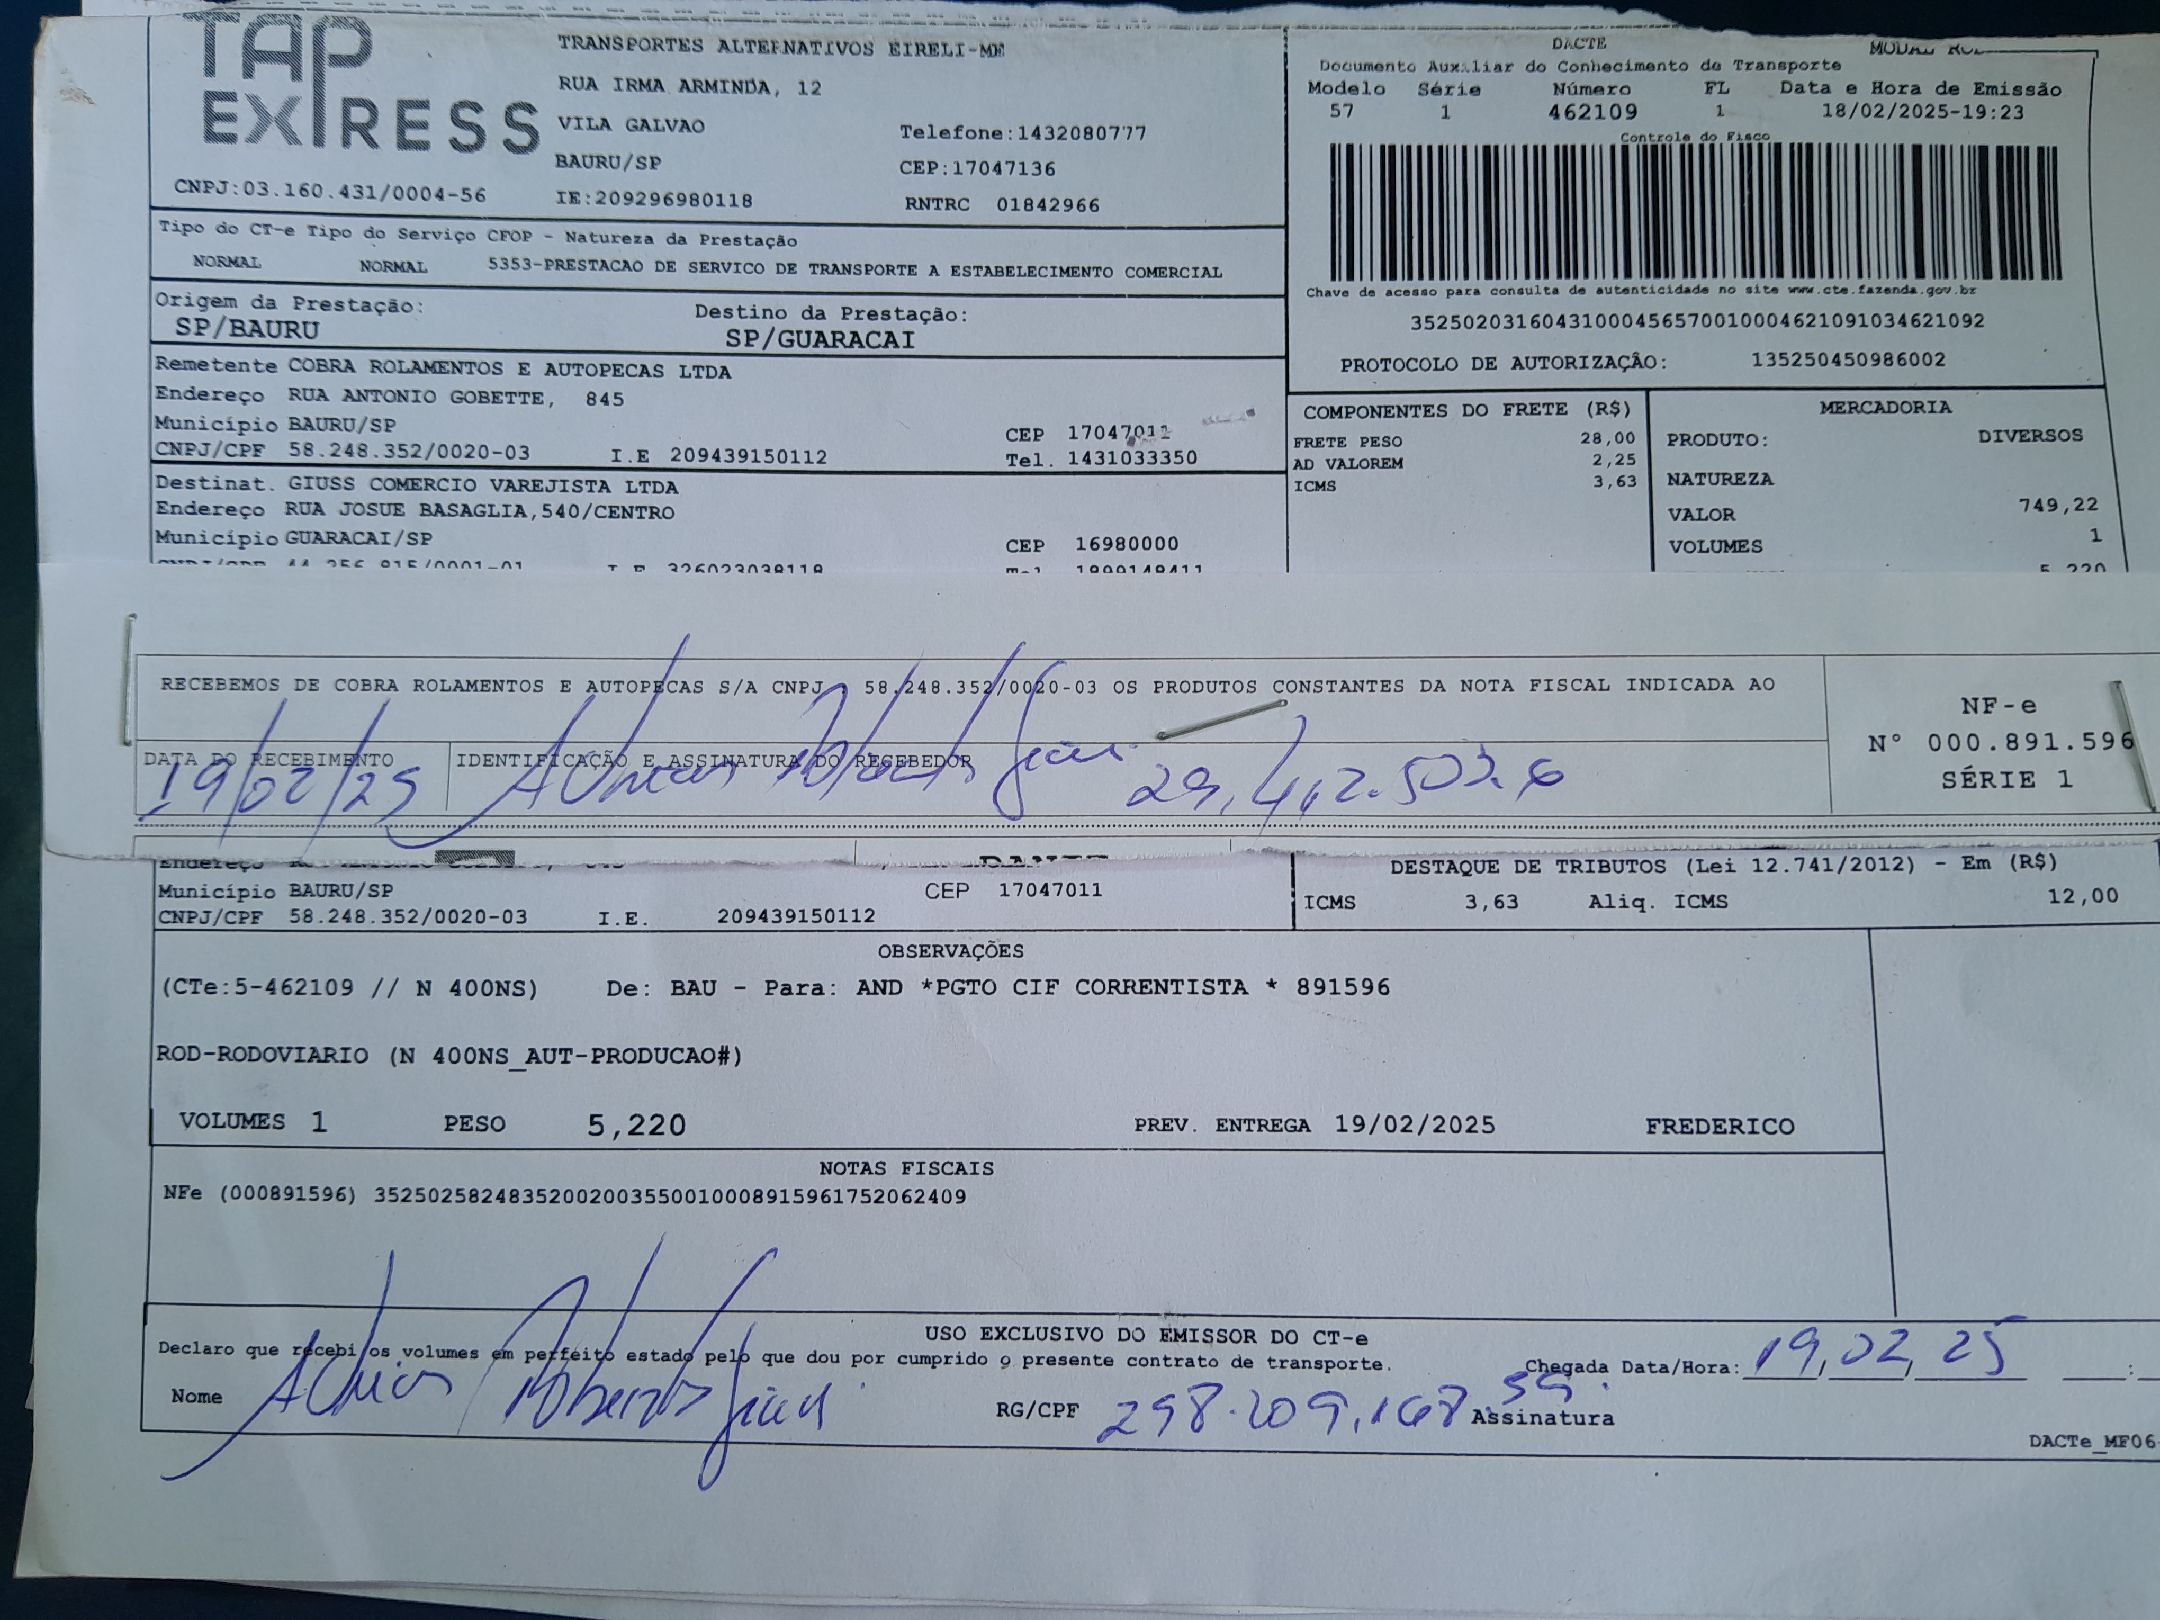 TAP
EXPRESS
TRANSPORTES ALTERNATIVOS EIRELI-ME
RUA IRMA ARMINDA, 12
VILA GALVAO
Telefone:1432080777
BAURU/SP
CEP:17047136
CNPJ:03.160.431/0004-56
IE:209296980118
RNTRC 01842966
DACTE
Documento Auxiliar do Conhecimento de Transporte
Modelo Série Número FL Data e Hora de Emissão
57 1 462109 1 18/02/2025-19:23
Controle do Fisco
Chave de acesso para consulta de autenticidade no site www.cte.fazenda.gov.br
35250203160431000456570010004621091034621092
PROTOCOLO DE AUTORIZAÇÃO: 135250450986002
Tipo do CT-e Tipo do Serviço CFOP - Natureza da Prestação
NORMAL NORMAL 5353-PRESTACAO DE SERVICO DE TRANSPORTE A ESTABELECIMENTO COMERCIAL
Origem da Prestação: Destino da Prestação:
SP/BAURU SP/GUARACAI
Remetente COBRA ROLAMENTOS E AUTOPECAS LTDA
Endereço RUA ANTONIO GOBETTE, 845
Município BAURU/SP CEP 17047011
CNPJ/CPF 58.248.352/0020-03 I.E 209439150112 Tel. 1431033350
Destinat. GIUSS COMERCIO VAREJISTA LTDA
Endereço RUA JOSUE BASAGLIA,540/CENTRO
Município GUARACAI/SP CEP 16980000
COMPONENTES DO FRETE (R$)
FRETE PESO 28,00
AD VALOREM 2,25
ICMS 3,63
MERCADORIA
PRODUTO: DIVERSOS
NATUREZA
VALOR 749,22
VOLUMES 1
RECEBEMOS DE COBRA ROLAMENTOS E AUTOPECAS S/A CNPJ 58.248.352/0020-03 OS PRODUTOS CONSTANTES DA NOTA FISCAL INDICADA AO
DATA DO RECEBIMENTO
IDENTIFICAÇÃO E ASSINATURA DO RECEBEDOR
19/02/25
NF-e
N° 000.891.596
SÉRIE 1
Endereço
Município BAURU/SP CEP 17047011
CNPJ/CPF 58.248.352/0020-03 I.E. 209439150112
DESTAQUE DE TRIBUTOS (Lei 12.741/2012) - Em (R$)
ICMS 3,63 Aliq. ICMS 12,00
OBSERVAÇÕES
(CTe:5-462109 // N 400NS) De: BAU - Para: AND *PGTO CIF CORRENTISTA * 891596
ROD-RODOVIARIO (N 400NS_AUT-PRODUCAO#)
VOLUMES 1 PESO 5,220 PREV. ENTREGA 19/02/2025 FREDERICO
NOTAS FISCAIS
NFe (000891596) 35250258248352002003550010008915961752062409
USO EXCLUSIVO DO EMISSOR DO CT-e
Declaro que recebi os volumes em perfeito estado pelo que dou por cumprido o presente contrato de transporte.
Chegada Data/Hora: 19,02,25 :
Nome
RG/CPF 298.209.168.59
Assinatura
DACTe_MF06